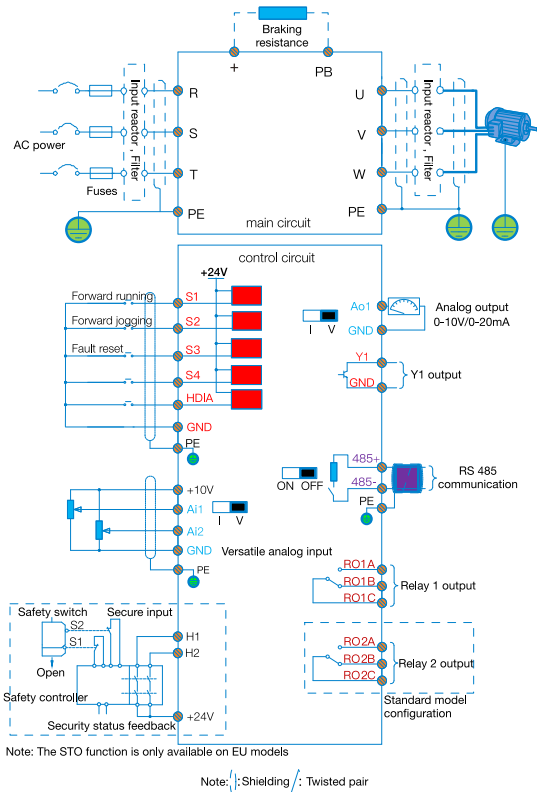 Braking
resistance
+ PB
R
S
T
PE
U
V
W
PE
Input reactor , Filter
Input reactor , Filter
AC power
Fuses
main circuit
control circuit
+24V
Forward running
Forward jogging
Fault reset
S1
S2
S3
S4
HDIA
GND
PE
Ao1
GND
I V
Analog output
0-10V/0-20mA
Y1
GND
Y1 output
485+
485-
PE
ON OFF
RS 485
communication
+10V
Ai1
Ai2
GND
PE
I V
Versatile analog input
RO1A
RO1B
RO1C
Relay 1 output
RO2A
RO2B
RO2C
Relay 2 output
Standard model
configuration
Safety switch
Secure input
S2
S1
Open
Safety controller
Security status feedback
H1
H2
+24V
Note: The STO function is only available on EU models
Note: : Shielding / : Twisted pair